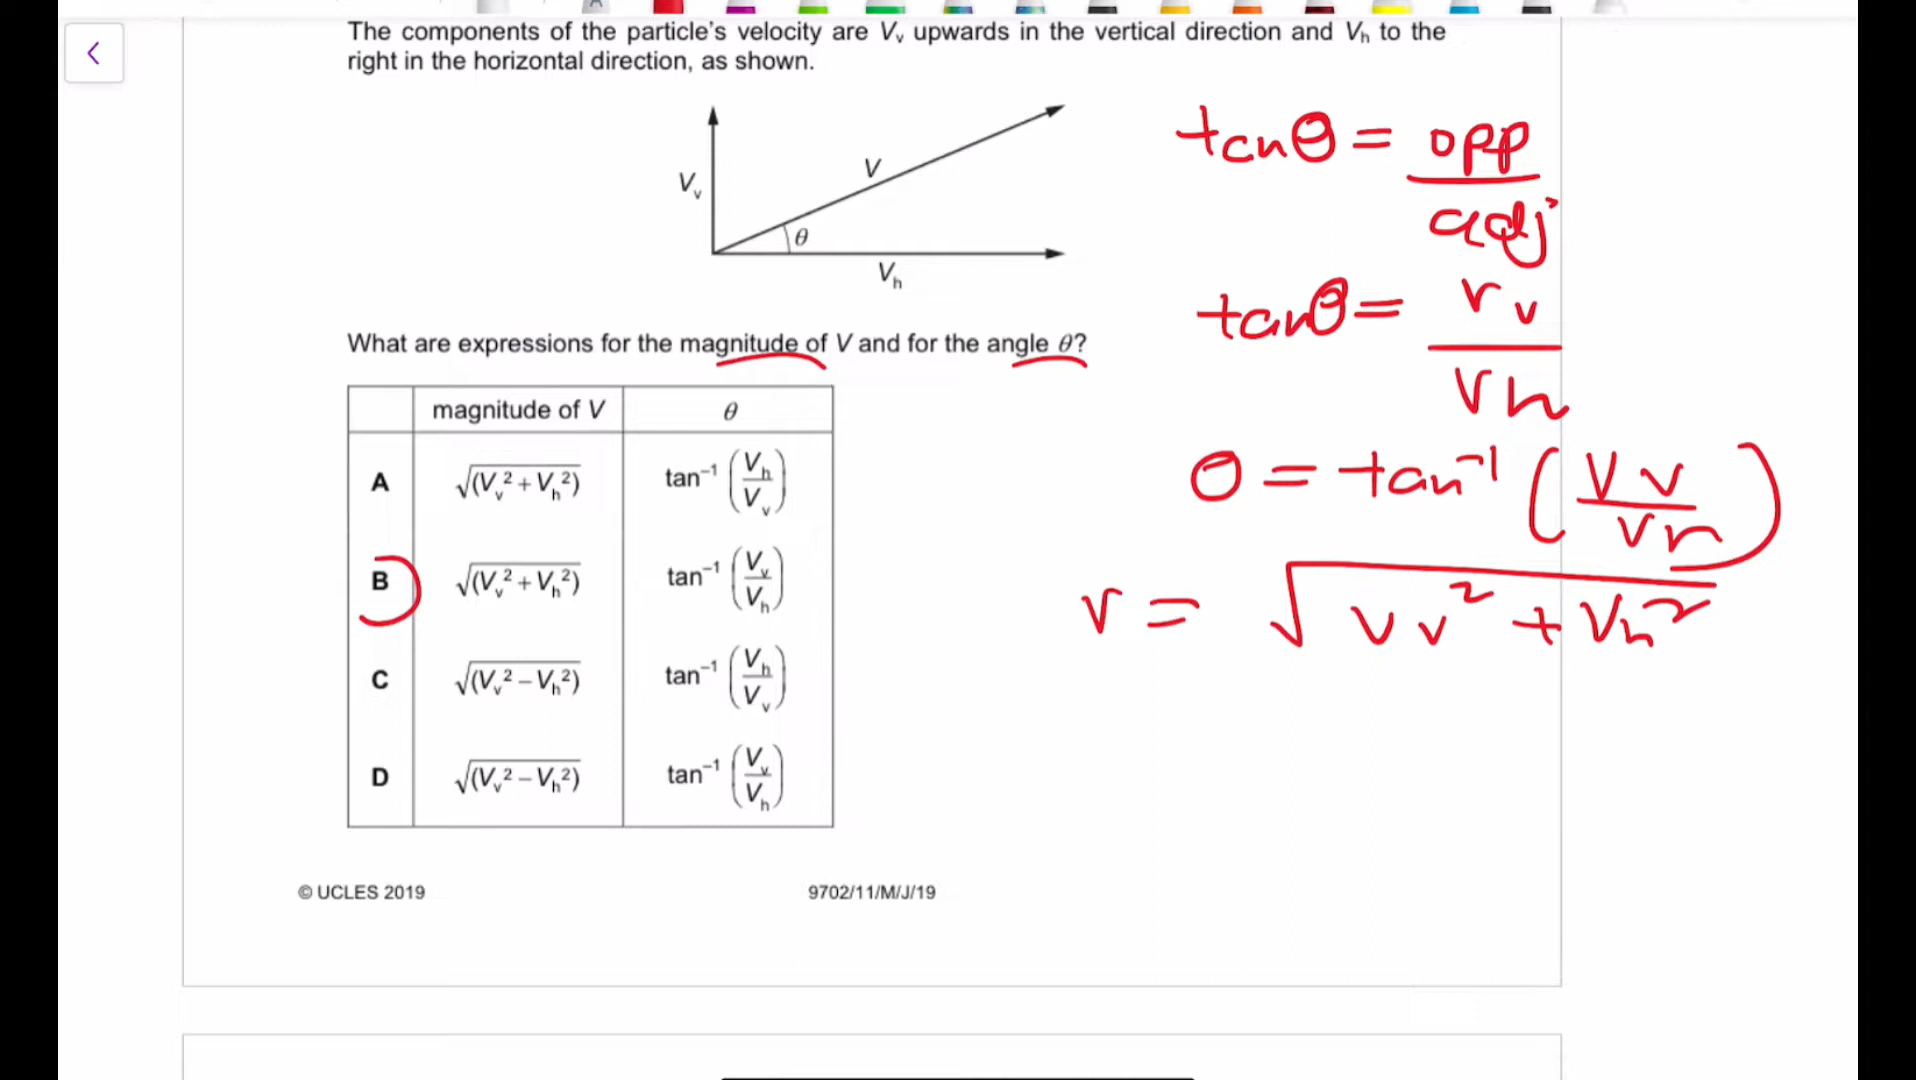 The components of the particle's velocity are Vv upwards in the vertical direction and Vh to the
right in the horizontal direction, as shown.
Vv
V
θ
Vh
What are expressions for the magnitude of V and for the angle θ?
magnitude of V θ
A √(Vv² + Vh²) tan⁻¹ (Vh/Vv)
B √(Vv² + Vh²) tan⁻¹ (Vv/Vh)
C √(Vv² – Vh²) tan⁻¹ (Vh/Vv)
D √(Vv² – Vh²) tan⁻¹ (Vv/Vh)
© UCLES 2019 9702/11/M/J/19
tanθ = opp/adj
tanθ = Vv/Vh
θ = tan⁻¹ (Vv/Vh)
V = √Vv² + Vh²